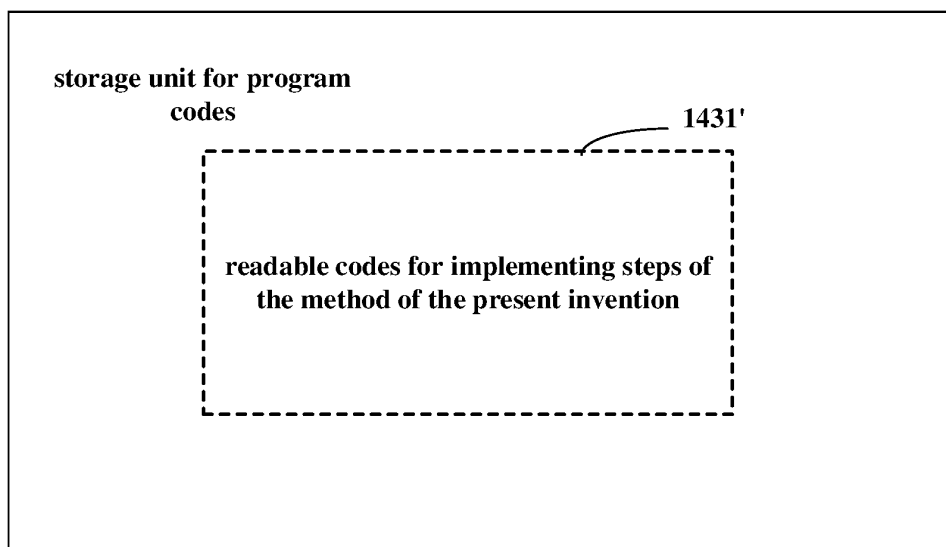 storage unit for program
codes
1431'
readable codes for implementing steps of
the method of the present invention